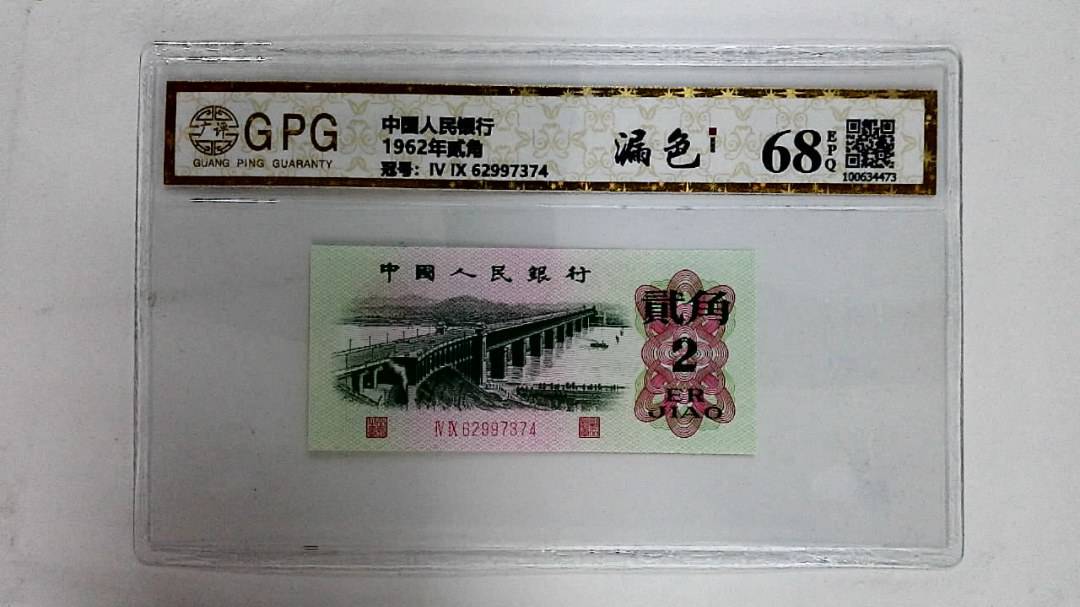 GPG
GUANG PING GUARANTY
中国人民银行
1962年贰角
冠号：IV IX 62997374
漏色
68
EPQ
100634473
中國人民銀行
貳角
2
ER
JIAO
IV IX 62997374